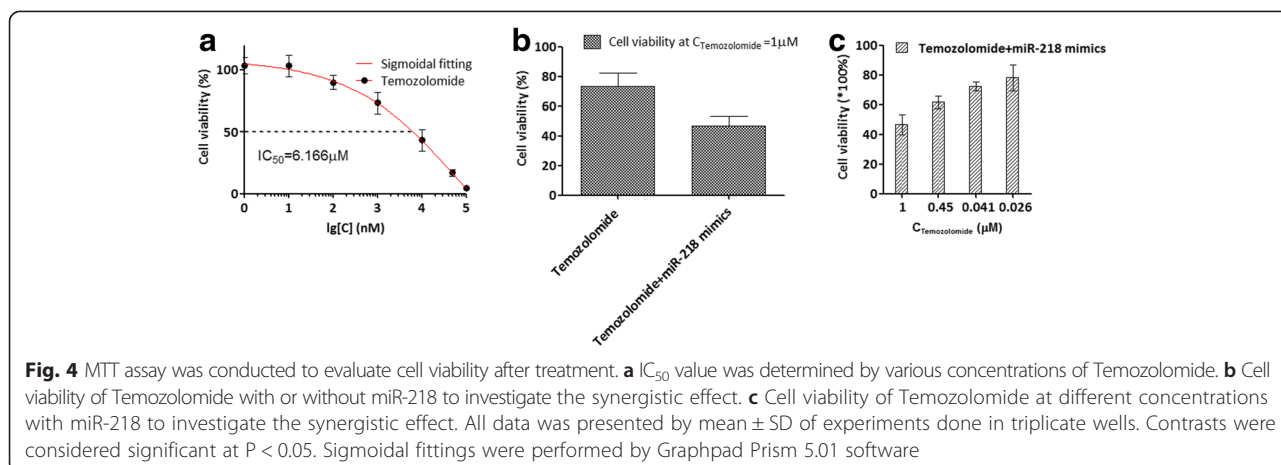 a
Cell viability (%)
100
50
0
Sigmoidal fitting
Temozolomide
IC50=6.166μM
0 1 2 3 4 5
lg[C] (nM)
b
Cell viability (%)
100
80
60
40
20
0
Cell viability at CTemozolomide =1μM
Temozolomide
Temozolomide+miR-218 mimics
c
Cell viability (*100%)
100
80
60
40
20
0
Temozolomide+miR-218 mimics
1 0.45 0.041 0.026
CTemozolomide (μM)
Fig. 4 MTT assay was conducted to evaluate cell viability after treatment. a IC50 value was determined by various concentrations of Temozolomide. b Cell
viability of Temozolomide with or without miR-218 to investigate the synergistic effect. c Cell viability of Temozolomide at different concentrations
with miR-218 to investigate the synergistic effect. All data was presented by mean ± SD of experiments done in triplicate wells. Contrasts were
considered significant at P < 0.05. Sigmoidal fittings were performed by Graphpad Prism 5.01 software